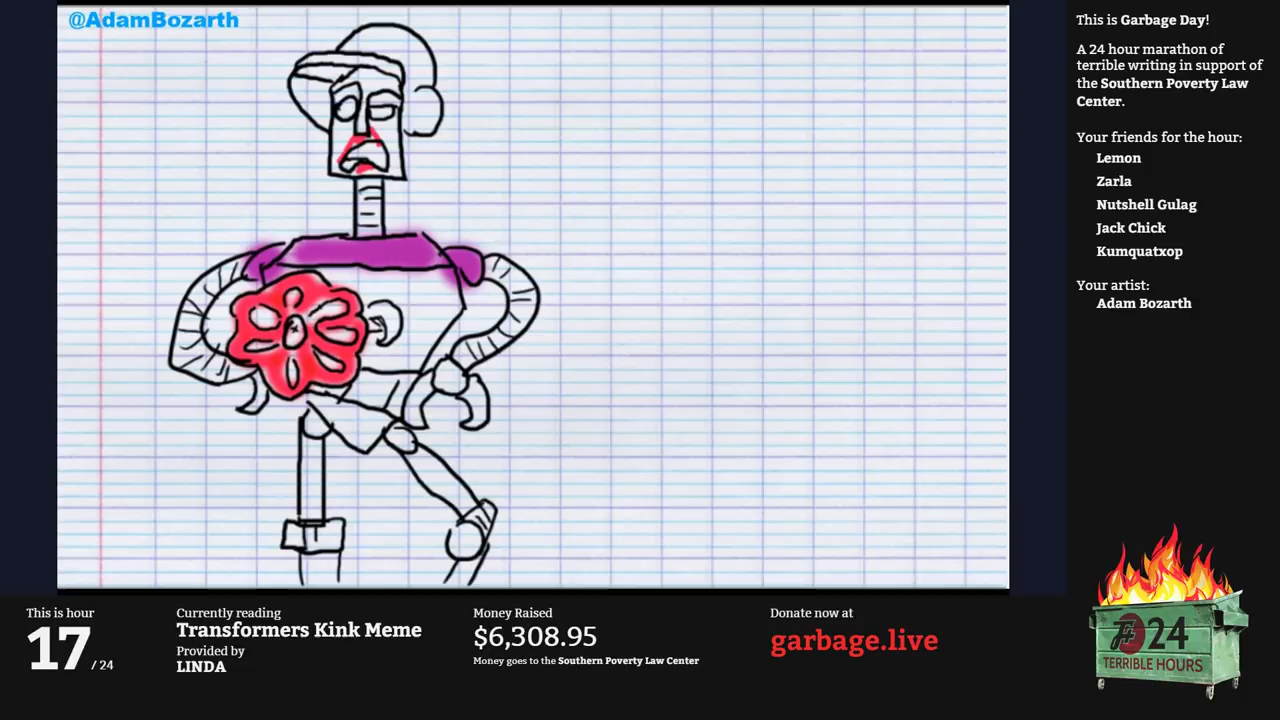 @AdamBozarth
This is Garbage Day!
A 24 hour marathon of
terrible writing in support of
the Southern Poverty Law
Center.
Your friends for the hour:
Lemon
Zarla
Nutshell Gulag
Jack Chick
Kumquatxop
Your artist:
Adam Bozarth
This is hour
17 / 24
Currently reading
Transformers Kink Meme
Provided by
LINDA
Money Raised
$6,308.95
Money goes to the Southern Poverty Law Center
Donate now at
garbage.live
24
TERRIBLE HOURS